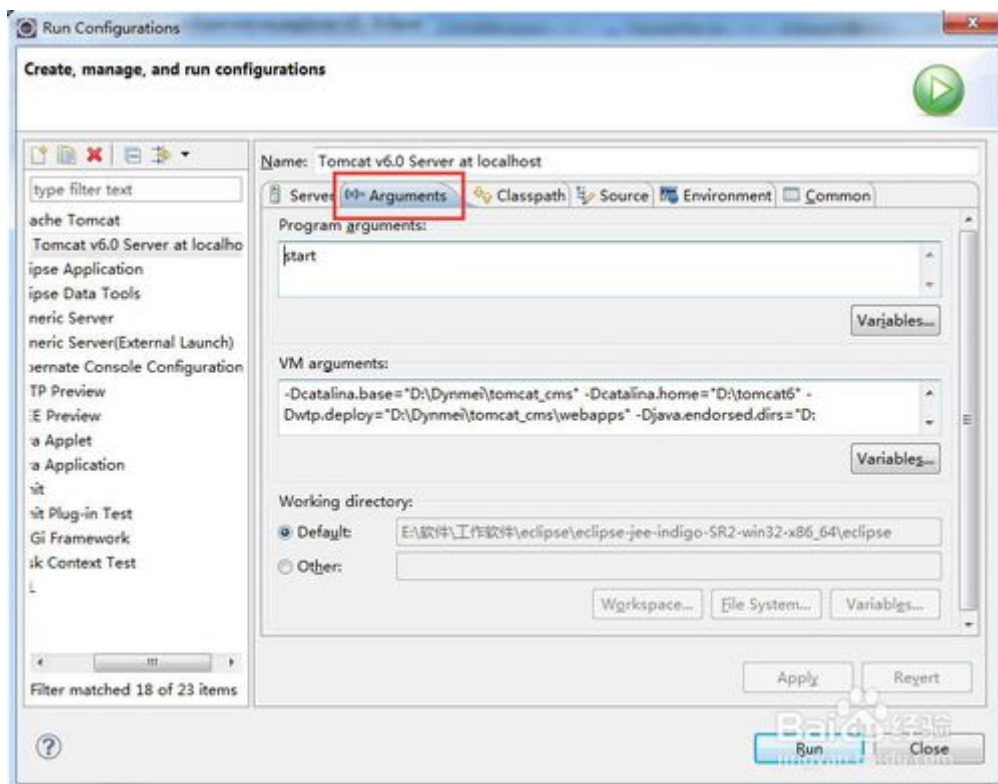 Run Configurations
Create, manage, and run configurations
type filter text
ache Tomcat
Tomcat v6.0 Server at localho
ipse Application
ipse Data Tools
neric Server
neric Server(External Launch)
ernate Console Configuration
TP Preview
EE Preview
a Applet
a Application
nit
nit Plug-in Test
Gi Framework
sk Context Test
L
Filter matched 18 of 23 items
Name: Tomcat v6.0 Server at localhost
Server Arguments Classpath Source Environment Common
Program arguments:
start
Variables...
VM arguments:
-Dcatalina.base="D:\Dynmei\tomcat_cms" -Dcatalina.home="D:\tomcat6" -
Dwtp.deploy="D:\Dynmei\tomcat_cms\webapps" -Djava.endorsed.dirs="D:
Variables...
Working directory:
Default: E:\软件\工作软件\eclipse\eclipse-jee-indigo-SR2-win32-x86_64\eclipse
Other:
Workspace... File System... Variables...
Apply Revert
Baidu经验
jingyan.baidu.com
Run Close